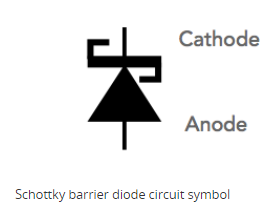 Cathode
Anode
Schottky barrier diode circuit symbol